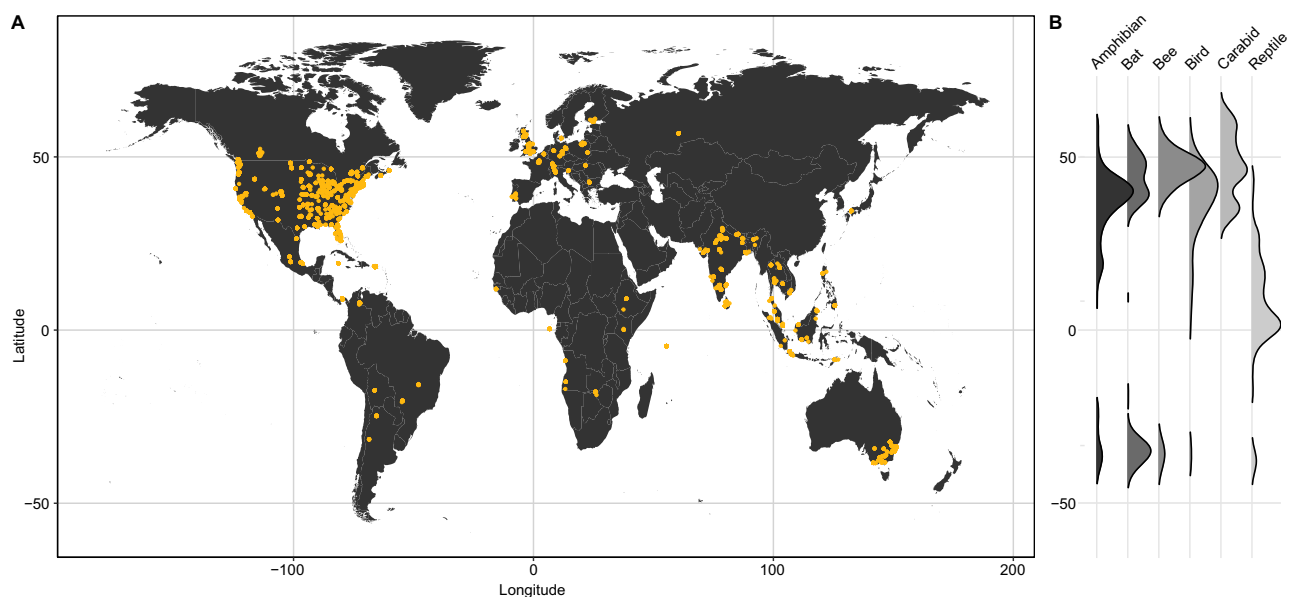 A
B
Amphibian
Bat
Bee
Bird
Carabid
Reptile
50
0
−50
Latitude
−100
0
100
200
Longitude
50
0
−50